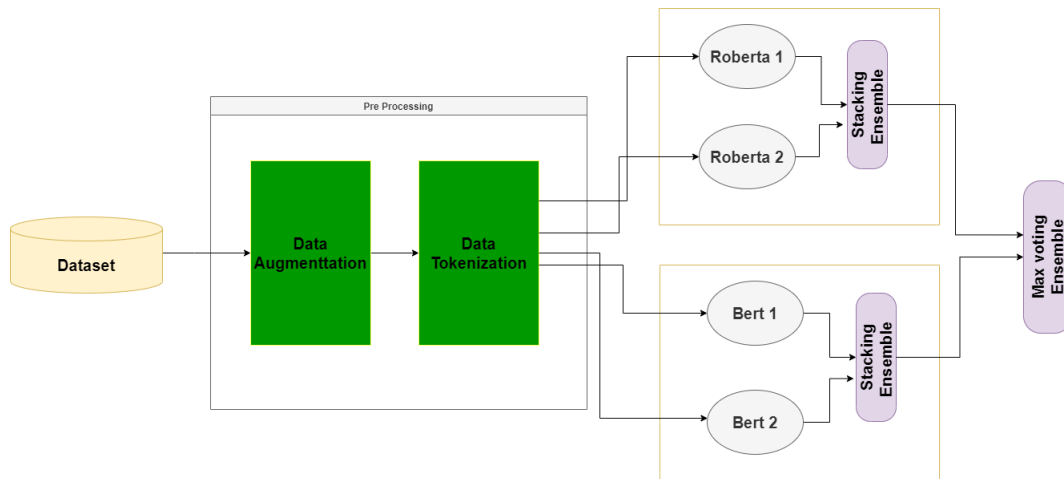 Pre Processing
Dataset
Data
Augmenttation
Data
Tokenization
Roberta 1
Roberta 2
Stacking
Ensemble
Bert 1
Bert 2
Stacking
Ensemble
Max voting
Ensemble